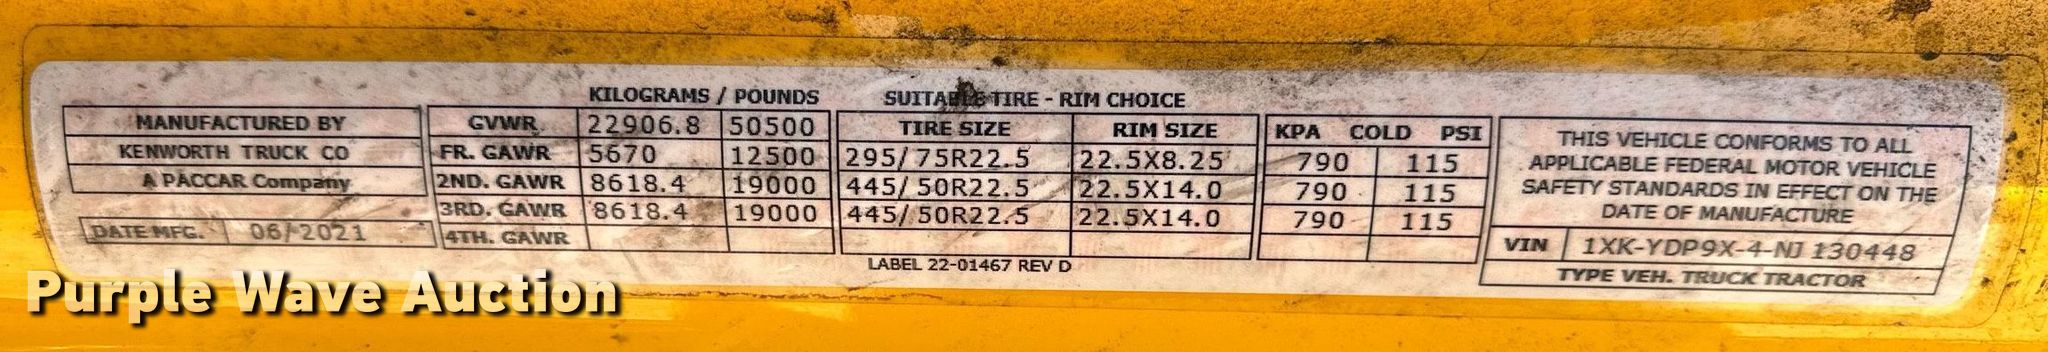 KILOGRAMS / POUNDS SUITABLE TIRE - RIM CHOICE
MANUFACTURED BY GVWR 22906.8 50500 TIRE SIZE RIM SIZE KPA COLD PSI
KENWORTH TRUCK CO FR. GAWR 5670 12500 295/75R22.5 22.5X8.25 790 115
A PACCAR Company 2ND. GAWR 8618.4 19000 445/50R22.5 22.5X14.0 790 115
3RD. GAWR 8618.4 19000 445/50R22.5 22.5X14.0 790 115
DATE MFG. 06/2021 4TH. GAWR
LABEL 22-01467 REV D
THIS VEHICLE CONFORMS TO ALL
APPLICABLE FEDERAL MOTOR VEHICLE
SAFETY STANDARDS IN EFFECT ON THE
DATE OF MANUFACTURE
VIN 1XK-YDP9X-4-NJ 130448
TYPE VEH. TRUCK TRACTOR
Purple Wave Auction